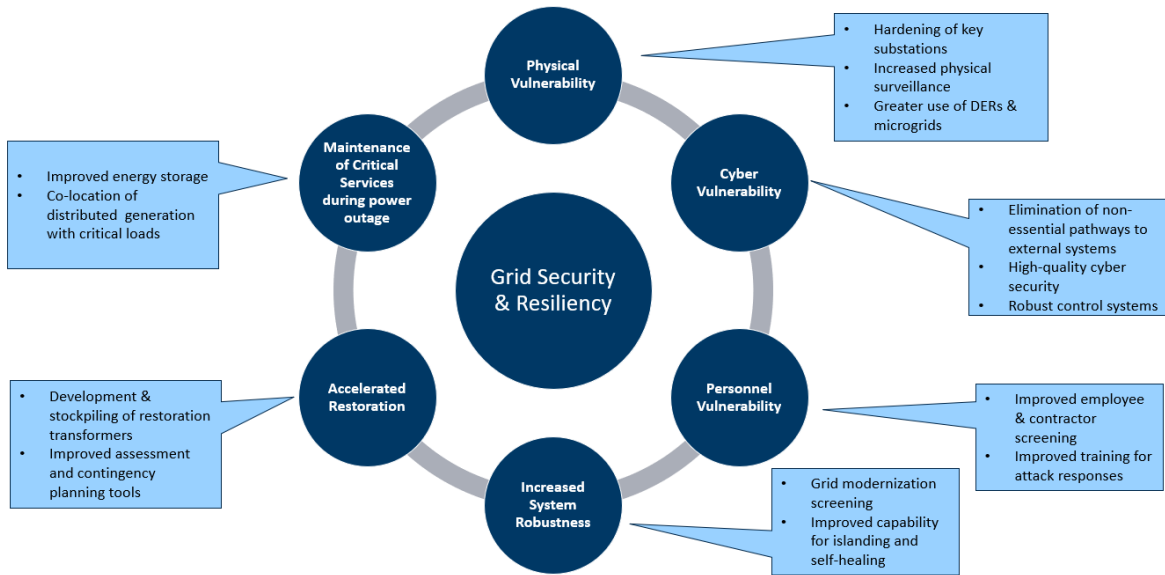 Physical
Vulnerability
• Hardening of key
substations
• Increased physical
surveillance
• Greater use of DERs &
microgrids
Maintenance
of Critical
Services
during power
outage
• Improved energy storage
• Co-location of
distributed generation
with critical loads
Cyber
Vulnerability
• Elimination of non-
essential pathways to
external systems
• High-quality cyber
security
• Robust control systems
Grid Security
& Resiliency
Accelerated
Restoration
• Development &
stockpiling of restoration
transformers
• Improved assessment
and contingency
planning tools
Personnel
Vulnerability
• Improved employee
& contractor
screening
• Improved training for
attack responses
Increased
System
Robustness
• Grid modernization
screening
• Improved capability
for islanding and
self-healing